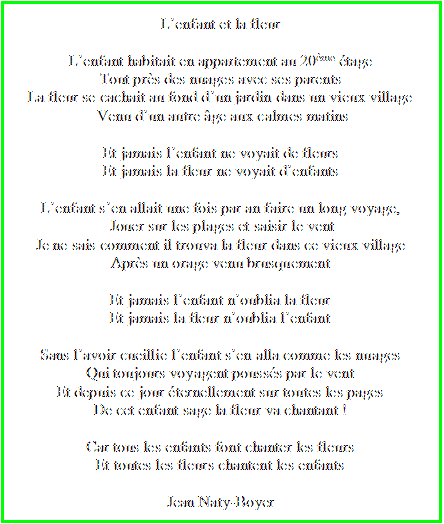 L'enfant et la fleur
L'enfant habitait en appartement au 20ème étage
Tout près des nuages avec ses parents
La fleur se cachait au fond d'un jardin dans un vieux village
Venu d'un autre âge aux calmes matins
Et jamais l'enfant ne voyait de fleurs
Et jamais la fleur ne voyait d'enfants
L'enfant s'en allait une fois par an faire un long voyage,
Jouer sur les plages et saisir le vent
Je ne sais comment il trouva la fleur dans ce vieux village
Après un orage venu brusquement
Et jamais l'enfant n'oublia la fleur
Et jamais la fleur n'oublia l'enfant
Sans l'avoir cueillie l'enfant s'en alla comme les nuages
Qui toujours voyagent poussés par le vent
Et depuis ce jour éternellement sur toutes les pages
De cet enfant sage la fleur va chantant !
Car tous les enfants font chanter les fleurs
Et toutes les fleurs chantent les enfants
Jean Naty-Boyer